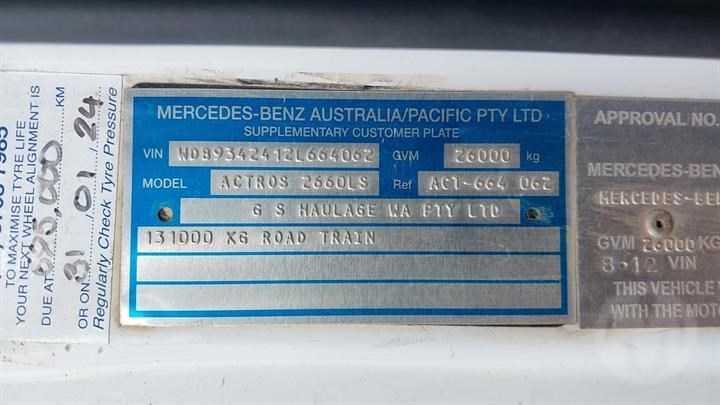 TO MAXIMISE TYRE LIFE
YOUR NEXT WHEEL ALIGNMENT IS
DUE AT 695,000 KM
OR ON 31/01/24
Regularly Check Tyre Pressure
MERCEDES-BENZ AUSTRALIA/PACIFIC PTY LTD
SUPPLEMENTARY CUSTOMER PLATE
VIN WDB9342412L664062 GVM 26000 kg
MODEL ACTROS 2660LS Ref ACT-664 062
G S HAULAGE WA PTY LTD
131000 KG ROAD TRAIN
APPROVAL NO.
MERCEDES-BEN
MERCEDES-BE
GVM 26000 KG
8·12 VIN
THIS VEHICLE
WITH THE MOTO